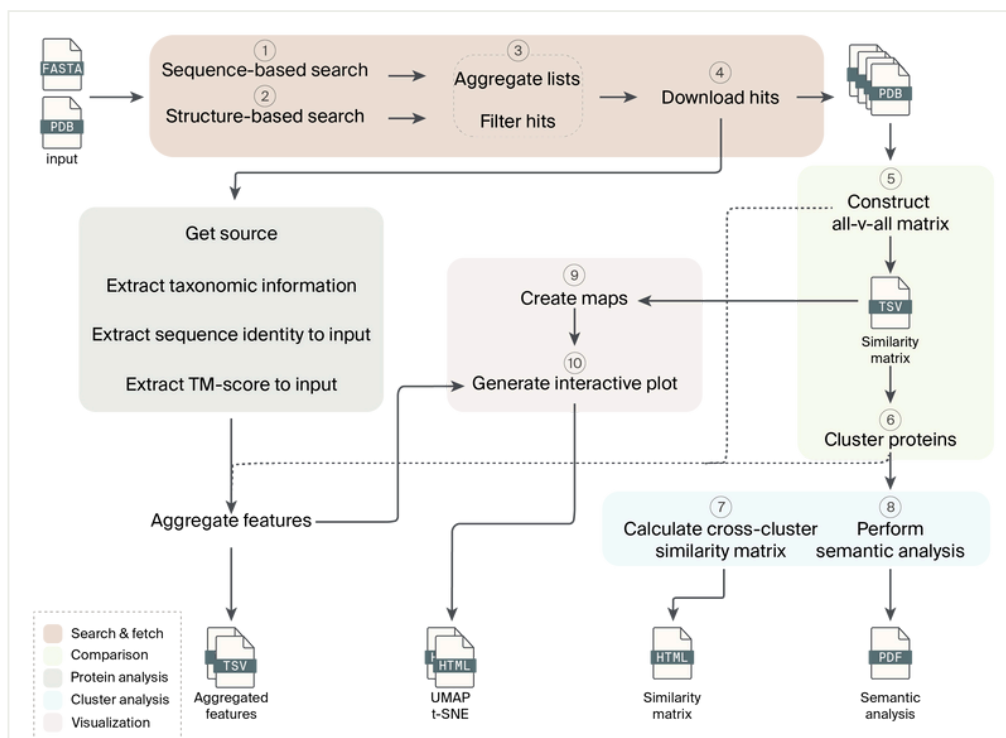 FASTA
PDB
input
1
Sequence-based search
2
Structure-based search
3
Aggregate lists
Filter hits
4
Download hits
PDB
Get source
Extract taxonomic information
Extract sequence identity to input
Extract TM-score to input
5
Construct
all-v-all matrix
TSV
Similarity
matrix
6
Cluster proteins
9
Create maps
10
Generate interactive plot
Aggregate features
7
Calculate cross-cluster
similarity matrix
8
Perform
semantic analysis
Search & fetch
Comparison
Protein analysis
Cluster analysis
Visualization
TSV
Aggregated
features
H
HTML
UMAP
t-SNE
HTML
Similarity
matrix
PDF
Semantic
analysis